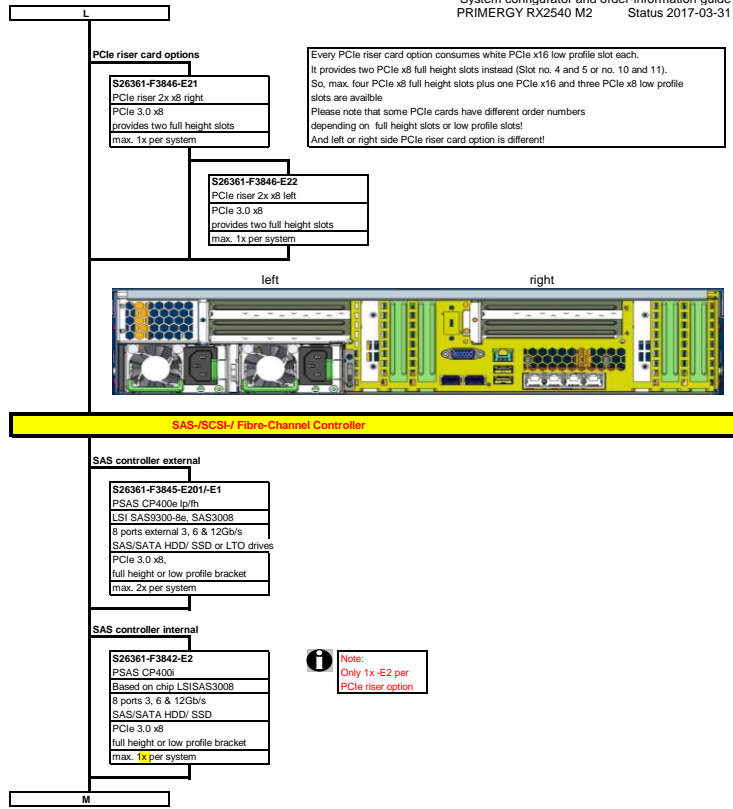 System configurator and order-information guide
PRIMERGY RX2540 M2 Status 2017-03-31
L
PCIe riser card options
S26361-F3846-E21
PCIe riser 2x x8 right
PCIe 3.0 x8
provides two full height slots
max. 1x per system
Every PCIe riser card option consumes white PCIe x16 low profile slot each.
It provides two PCIe x8 full height slots instead (Slot no. 4 and 5 or no. 10 and 11).
So, max. four PCIe x8 full height slots plus one PCIe x16 and three PCIe x8 low profile
slots are availble
Please note that some PCIe cards have different order numbers
depending on full height slots or low profile slots!
And left or right side PCIe riser card option is different!
S26361-F3846-E22
PCIe riser 2x x8 left
PCIe 3.0 x8
provides two full height slots
max. 1x per system
left right
SAS-/SCSI-/ Fibre-Channel Controller
SAS controller external
S26361-F3845-E201/-E1
PSAS CP400e lp/fh
LSI SAS9300-8e, SAS3008
8 ports external 3, 6 & 12Gb/s
SAS/SATA HDD/ SSD or LTO drives
PCIe 3.0 x8,
full height or low profile bracket
max. 2x per system
SAS controller internal
S26361-F3842-E2
PSAS CP400i
Based on chip LSISAS3008
8 ports 3, 6 & 12Gb/s
SAS/SATA HDD/ SSD
PCIe 3.0 x8
full height or low profile bracket
max. 1x per system
Note:
Only 1x -E2 per
PCIe riser option
M